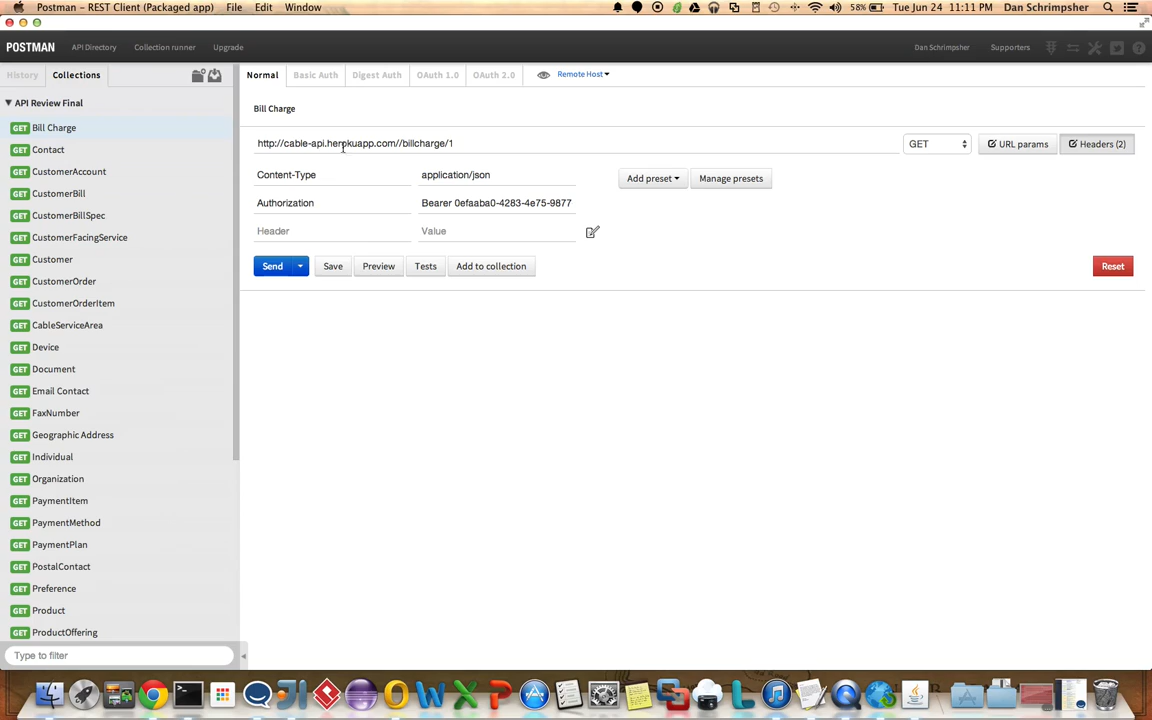 Postman - REST Client (Packaged app) File Edit Window 58% Tue Jun 24 11:11 PM Dan Schrimpsher
POSTMAN API Directory Collection runner Upgrade Dan Schrimpsher Supporters
History Collections Normal Basic Auth Digest Auth OAuth 1.0 OAuth 2.0 Remote Host
API Review Final
Bill Charge
GET Bill Charge
http://cable-api.herokuapp.com//billcharge/1 GET URL params Headers (2)
GET Contact
GET CustomerAccount
Content-Type application/json Add preset Manage presets
GET CustomerBill
Authorization Bearer 0efaaba0-4283-4e75-9877
GET CustomerBillSpec
Header Value
GET CustomerFacingService
GET Customer
Send Save Preview Tests Add to collection Reset
GET CustomerOrder
GET CustomerOrderItem
GET CableServiceArea
GET Device
GET Document
GET Email Contact
GET FaxNumber
GET Geographic Address
GET Individual
GET Organization
GET PaymentItem
GET PaymentMethod
GET PaymentPlan
GET PostalContact
GET Preference
GET Product
GET ProductOffering
Type to filter